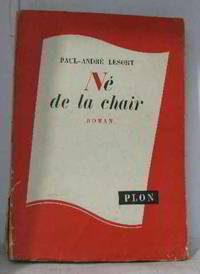 PAUL-ANDRÉ LESORT
Né
de la chair
ROMAN
PLON